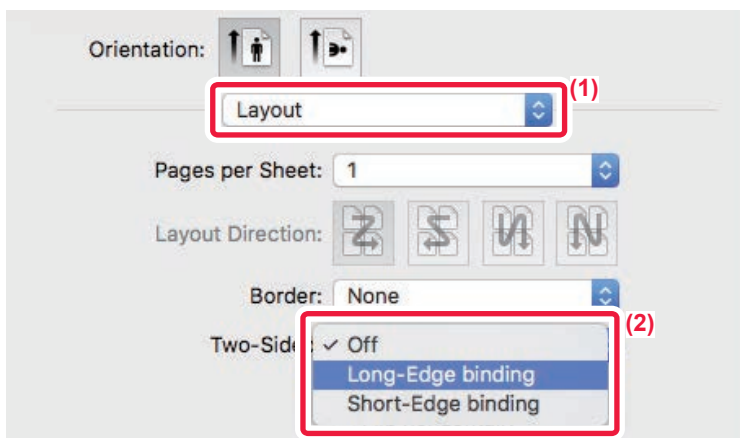 Orientation:
(1)
Layout
Pages per Sheet: 1
Layout Direction:
Border: None
(2)
Two-Side : ✓ Off
Long-Edge binding
Short-Edge binding